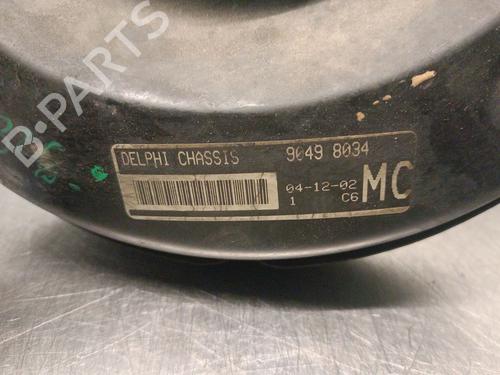 DELPHI CHASSIS 9049 8034
04-12-02 MC
1 C6
B-Parts